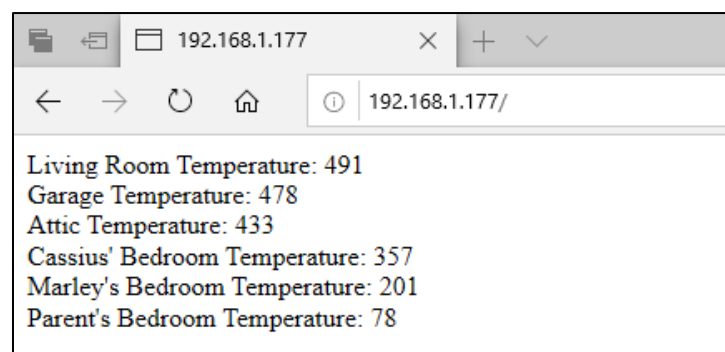 192.168.1.177
192.168.1.177/
Living Room Temperature: 491
Garage Temperature: 478
Attic Temperature: 433
Cassius' Bedroom Temperature: 357
Marley's Bedroom Temperature: 201
Parent's Bedroom Temperature: 78